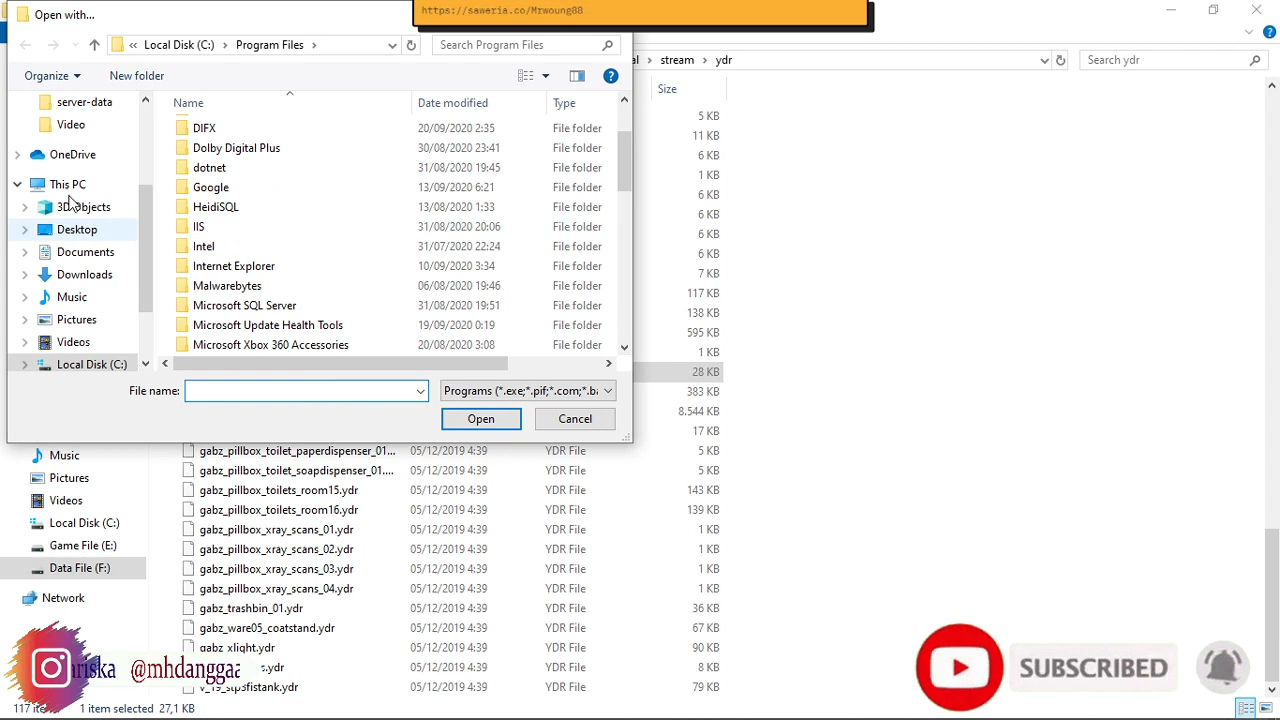 Open with...
https://saweria.co/Mrwoung88
« Local Disk (C:) › Program Files ›
Search Program Files
stream › ydr
Search ydr
Organize
New folder
Name
Date modified
Type
Size
server-data
Video
OneDrive
This PC
3D Objects
Desktop
Documents
Downloads
Music
Pictures
Videos
Local Disk (C:)
DIFX 20/09/2020 2:35 File folder
Dolby Digital Plus 30/08/2020 23:41 File folder
dotnet 31/08/2020 19:45 File folder
Google 13/09/2020 6:21 File folder
HeidiSQL 13/08/2020 1:33 File folder
IIS 31/08/2020 20:06 File folder
Intel 31/07/2020 22:24 File folder
Internet Explorer 10/09/2020 3:34 File folder
Malwarebytes 06/08/2020 19:46 File folder
Microsoft SQL Server 31/08/2020 19:51 File folder
Microsoft Update Health Tools 19/09/2020 0:19 File folder
Microsoft Xbox 360 Accessories 20/08/2020 3:08 File folder
5 KB
11 KB
6 KB
1 KB
6 KB
6 KB
6 KB
6 KB
7 KB
117 KB
138 KB
595 KB
1 KB
28 KB
383 KB
8.544 KB
17 KB
File name:
Programs (*.exe;*.pif;*.com;*.ba
Open
Cancel
Music
Pictures
Videos
Local Disk (C:)
Game File (E:)
Data File (F:)
Network
gabz_pillbox_toilet_paperdispenser_01... 05/12/2019 4:39 YDR File 5 KB
gabz_pillbox_toilet_soapdispenser_01.... 05/12/2019 4:39 YDR File 5 KB
gabz_pillbox_toilets_room15.ydr 05/12/2019 4:39 YDR File 143 KB
gabz_pillbox_toilets_room16.ydr 05/12/2019 4:39 YDR File 139 KB
gabz_pillbox_xray_scans_01.ydr 05/12/2019 4:39 YDR File 1 KB
gabz_pillbox_xray_scans_02.ydr 05/12/2019 4:39 YDR File 1 KB
gabz_pillbox_xray_scans_03.ydr 05/12/2019 4:39 YDR File 1 KB
gabz_pillbox_xray_scans_04.ydr 05/12/2019 4:39 YDR File 1 KB
gabz_trashbin_01.ydr 05/12/2019 4:39 YDR File 36 KB
gabz_ware05_coatstand.ydr 05/12/2019 4:39 YDR File 67 KB
xlight.ydr 05/12/2019 4:39 YDR File 90 KB
.ydr 05/12/2019 4:39 YDR File 8 KB
05/12/2019 4:39 YDR File 17 KB
riska @mhdanggaa
SUBSCRIBED
1 item selected 27,1 KB